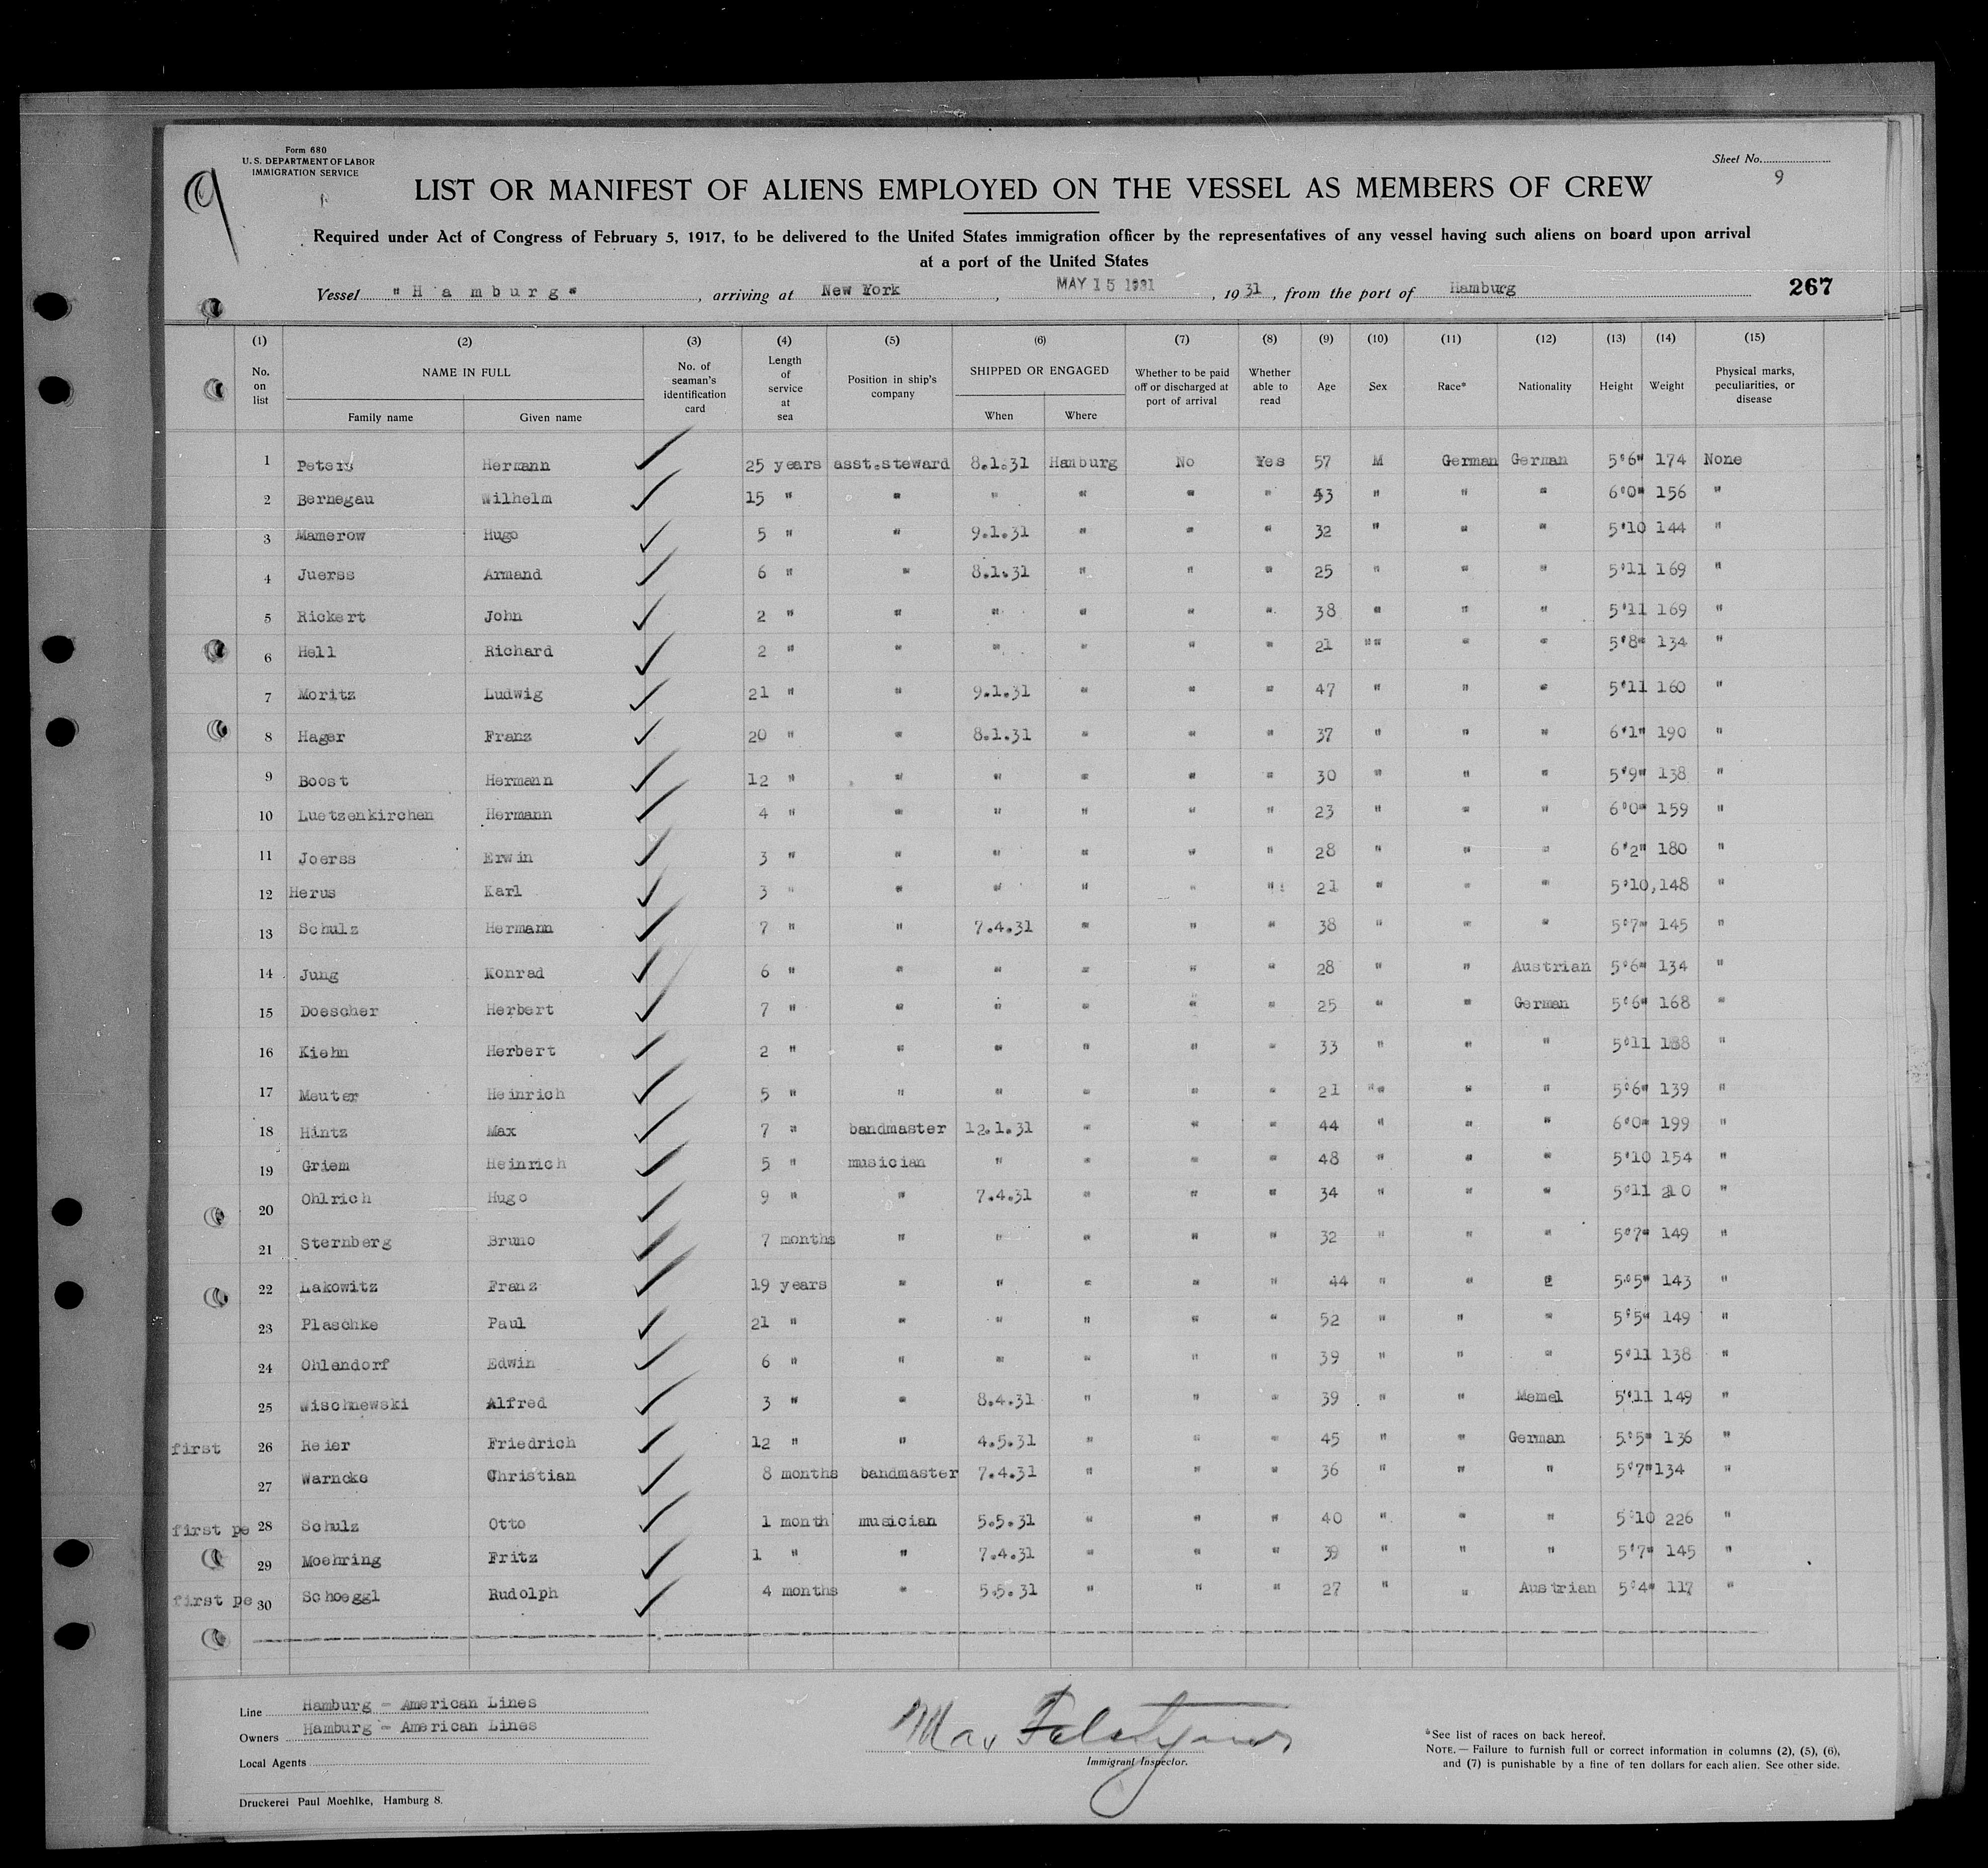 Form 680
U. S. DEPARTMENT OF LABOR
IMMIGRATION SERVICE
9
Sheet No.
9
LIST OR MANIFEST OF ALIENS EMPLOYED ON THE VESSEL AS MEMBERS OF CREW
Required under Act of Congress of February 5, 1917, to be delivered to the United States immigration officer by the representatives of any vessel having such aliens on board upon arrival
at a port of the United States
Vessel "Hamburg", arriving at New York, MAY 15 1931, 1931, from the port of Hamburg 267
(1) (2) (3) (4) (5) (6) (7) (8) (9) (10) (11) (12) (13) (14) (15)
No. on list NAME IN FULL Family name Given name No. of seaman's identification card Length of service at sea Position in ship's company SHIPPED OR ENGAGED When Where Whether to be paid off or discharged at port of arrival Whether able to read Age Sex Race* Nationality Height Weight Physical marks, peculiarities, or disease
1 Peters Hermann 25 years asst.steward 8.1.31 Hamburg No Yes 57 M German German 5'6" 174 None
2 Bernegau Wilhelm 15 " " " " " " 43 " " " 6'0" 156 "
3 Mamerow Hugo 5 " " 9.1.31 " " " 32 " " " 5'10 144 "
4 Juerss Armand 6 " " 8.1.31 " " " 25 " " " 5'11 169 "
5 Rickert John 2 " " " " " " 38 " " " 5'11 169 "
6 Hell Richard 2 " " " " " " 21 "" " " 5'8" 134 "
7 Moritz Ludwig 21 " " 9.1.31 " " " 47 " " " 5'11 160 "
8 Hager Franz 20 " " 8.1.31 " " " 37 " " " 6'1" 190 "
9 Boost Hermann 12 " " " " " " 30 " " " 5'9" 138 "
10 Luetzenkirchen Hermann 4 " " " " " " 23 " " " 6'0" 159 "
11 Joerss Erwin 3 " " " " " " 28 " " " 6'2" 180 "
12 Herus Karl 3 " " " " " " 21 " " " 5'10,148 "
13 Schulz Hermann 7 " " 7.4.31 " " " 38 " " " 5'7" 145 "
14 Jung Konrad 6 " " " " " " 28 " " Austrian 5'6" 134 "
15 Doescher Herbert 7 " " " " " " 25 " " German 5'6" 168 "
16 Kiehn Herbert 2 " " " " " " 33 " " " 5'11 "
17 Meuter Heinrich 5 " " " " " " 21 "" " " 5'6" 139 "
18 Hintz Max 7 " bandmaster 12.1.31 " " " 44 " " " 6'0" 199 "
19 Griem Heinrich 5 " musician " " " " 48 " " " 5'10 154 "
20 Ohlrich Hugo 9 " " 7.4.31 " " " 34 " " " 5'11 210 "
21 Sternberg Bruno 7 months " " " " " 32 " " " 5'7" 149 "
22 Lakowitz Franz 19 years " " " " " 44 " " " 5'5" 143 "
23 Plaschke Paul 21 " " " " " " 52 " " " 5'5" 149 "
24 Ohlendorf Edwin 6 " " " " " " 39 " " " 5'11 138 "
25 Wischnewski Alfred 3 " " 8.4.31 " " " 39 " " Memel 5'11 149 "
first 26 Reier Friedrich 12 " " 4.5.31 " " " 45 " " German 5'5" 136 "
27 Warncke Christian 8 months bandmaster 7.4.31 " " " 36 " " " 5'7"134 "
first pe 28 Schulz Otto 1 month musician 5.5.31 " " " 40 " " " 5'10 226 "
29 Moehring Fritz 1 " " 7.4.31 " " " 39 " " " 5'7" 145 "
first pe 30 Schoeggl Rudolph 4 months " 5.5.31 " " " 27 " " Austrian 5'4" 117 "
Line Hamburg - American Lines
Owners Hamburg - American Lines
Local Agents
Max
Immigrant Inspector.
*See list of races on back hereof.
NOTE.— Failure to furnish full or correct information in columns (2), (5), (6),
and (7) is punishable by a fine of ten dollars for each alien. See other side.
Druckerei Paul Moehlke, Hamburg 8.